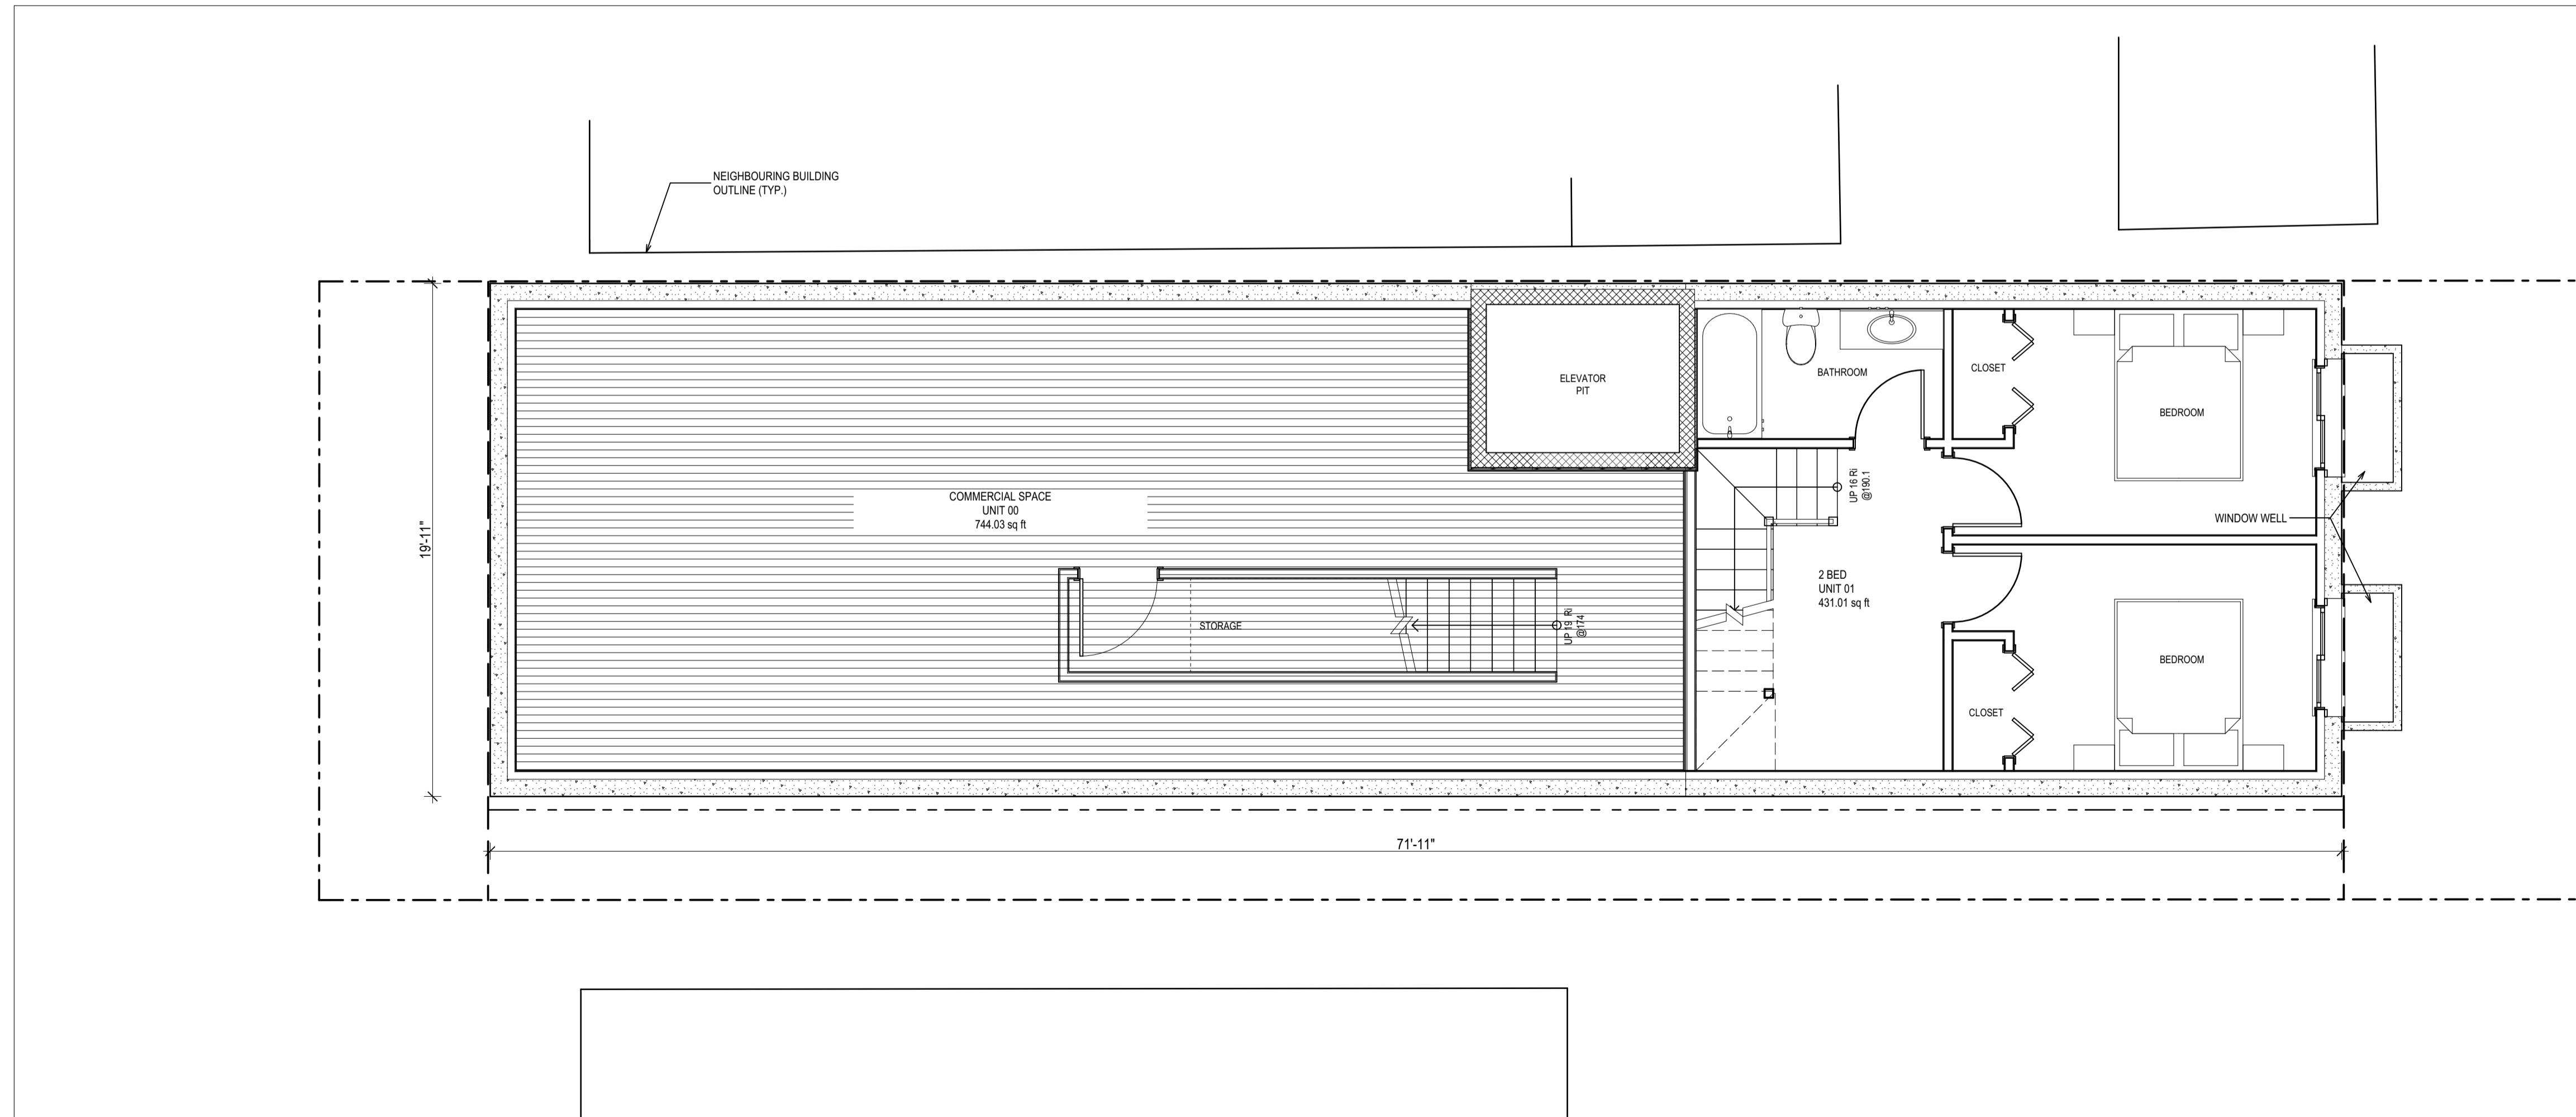 NEIGHBOURING BUILDING
OUTLINE (TYP.)
ELEVATOR
PIT
BATHROOM
CLOSET
BEDROOM
COMMERCIAL SPACE
UNIT 00
744.03 sq ft
UP 16 Ri
@190.1
WINDOW WELL
19'-11"
2 BED
UNIT 01
431.01 sq ft
STORAGE
UP 19 Ri
@174
BEDROOM
CLOSET
71'-11"